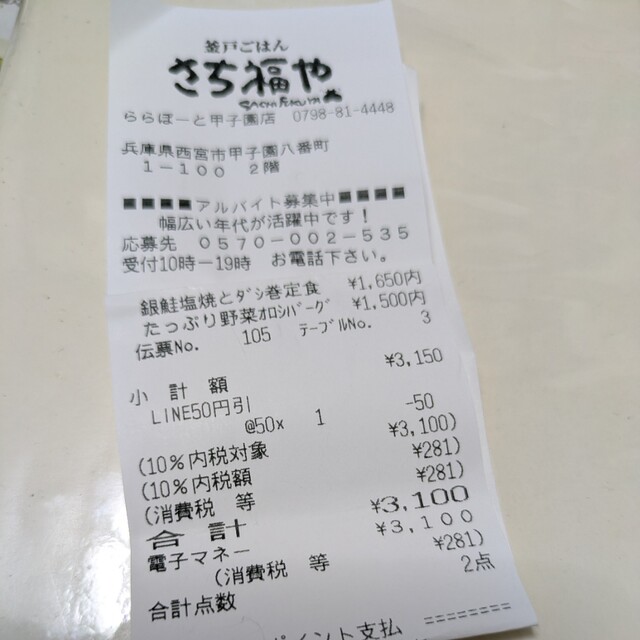 釜戸ごはん
さち福や
SACHI FUKUYA
ららぽーと甲子園店 0798-81-4448
兵庫県西宮市甲子園八番町
1-100 2階
■■■■アルバイト募集中■■■■
幅広い年代が活躍中です!
応募先 0570-002-535
受付10時ー19時 お電話下さい。
銀鮭塩焼とダシ巻定食 ¥1,650内
たっぷり野菜オロシバーグ ¥1,500内
伝票No. 105 テーブルNo. 3
小計額 ¥3,150
LINE50円引
@50× 1 -50
(10%内税対象 ¥3,100)
(10%内税額 ¥281)
(消費税 等 ¥281)
合計 ¥3,100
電子マネー ¥3,100
(消費税 等 ¥281)
合計点数 2点
ポイント支払